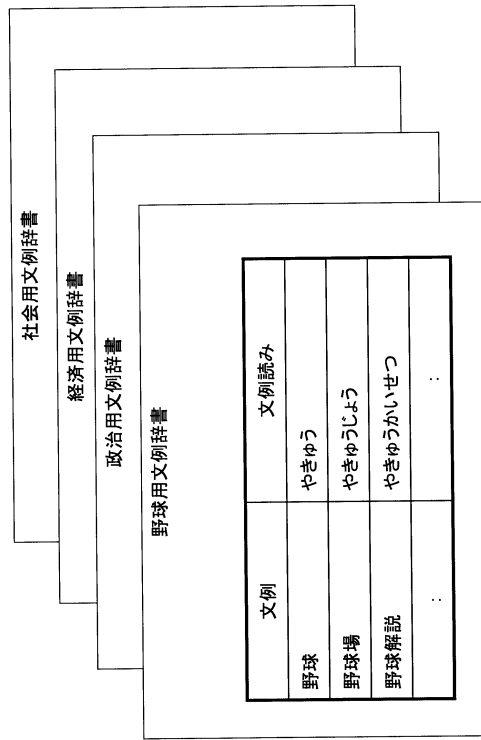 社会用文例辞書
経済用文例辞書
政治用文例辞書
野球用文例辞書
文例 文例読み
野球 やきゅう
野球場 やきゅうじょう
野球解説 やきゅうかいせつ
: :